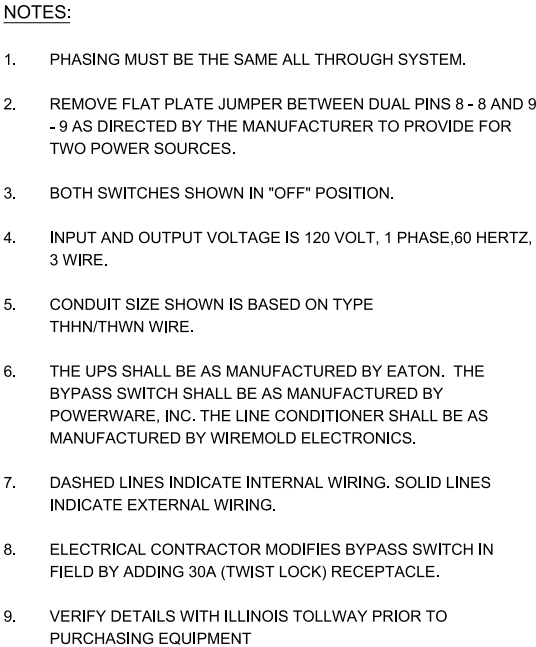 NOTES:
1. PHASING MUST BE THE SAME ALL THROUGH SYSTEM.
2. REMOVE FLAT PLATE JUMPER BETWEEN DUAL PINS 8 - 8 AND 9
- 9 AS DIRECTED BY THE MANUFACTURER TO PROVIDE FOR
TWO POWER SOURCES.
3. BOTH SWITCHES SHOWN IN "OFF" POSITION.
4. INPUT AND OUTPUT VOLTAGE IS 120 VOLT, 1 PHASE,60 HERTZ,
3 WIRE.
5. CONDUIT SIZE SHOWN IS BASED ON TYPE
THHN/THWN WIRE.
6. THE UPS SHALL BE AS MANUFACTURED BY EATON. THE
BYPASS SWITCH SHALL BE AS MANUFACTURED BY
POWERWARE, INC. THE LINE CONDITIONER SHALL BE AS
MANUFACTURED BY WIREMOLD ELECTRONICS.
7. DASHED LINES INDICATE INTERNAL WIRING. SOLID LINES
INDICATE EXTERNAL WIRING.
8. ELECTRICAL CONTRACTOR MODIFIES BYPASS SWITCH IN
FIELD BY ADDING 30A (TWIST LOCK) RECEPTACLE.
9. VERIFY DETAILS WITH ILLINOIS TOLLWAY PRIOR TO
PURCHASING EQUIPMENT